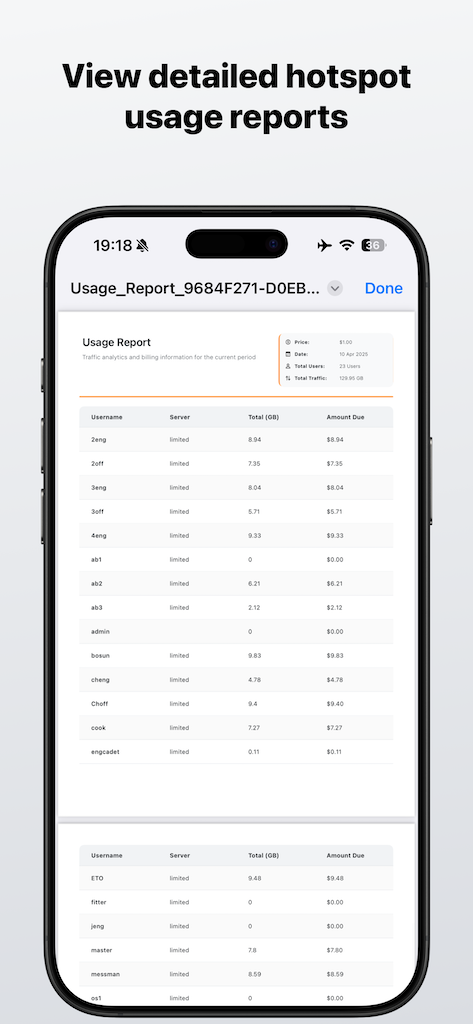 View detailed hotspot
usage reports
19:18 36
Usage_Report_9684F271-D0EB... Done
Usage Report
Traffic analytics and billing information for the current period
Price: $1.00
Date: 10 Apr 2025
Total Users: 23 Users
Total Traffic: 129.95 GB
Username Server Total (GB) Amount Due
2eng limited 8.94 $8.94
2off limited 7.35 $7.35
3eng limited 8.04 $8.04
3off limited 5.71 $5.71
4eng limited 9.33 $9.33
ab1 limited 0 $0.00
ab2 limited 6.21 $6.21
ab3 limited 2.12 $2.12
admin 0 $0.00
bosun limited 9.83 $9.83
cheng limited 4.78 $4.78
Choff limited 9.4 $9.40
cook limited 7.27 $7.27
engcadet limited 0.11 $0.11
Username Server Total (GB) Amount Due
ETO limited 9.48 $9.48
fitter limited 0 $0.00
jeng limited 0 $0.00
master limited 7.8 $7.80
messman limited 8.59 $8.59
os1 limited 0 $0.00